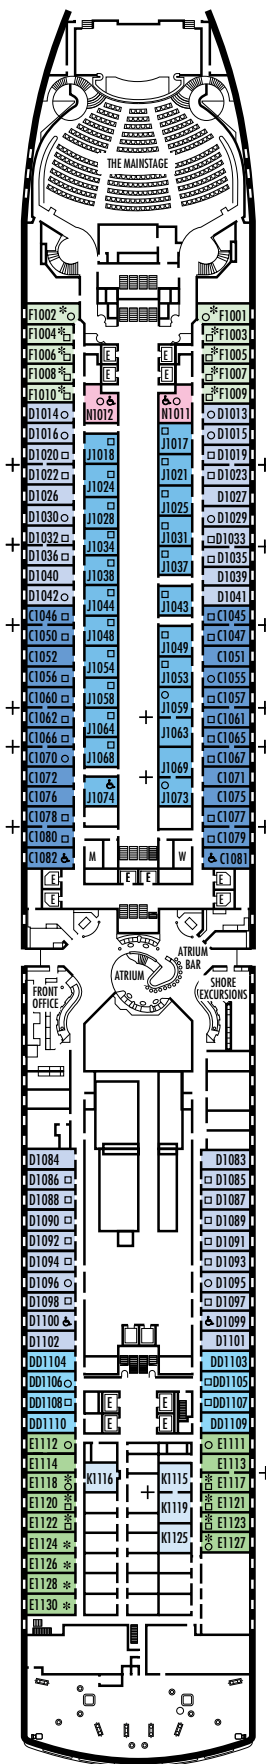 THE MAINSTAGE
F1002 F1001
F1004 E E F1003
F1006 F1005
F1008 E E F1007
F1010 F1009
D1014 N1012 N1011 D1013
D1016 J1017 D1015
D1020 J1018 D1019
D1022 J1021 D1023
D1026 J1024 J1025 D1027
D1030 J1028 D1029
D1032 J1034 J1031 D1033
D1036 J1037 D1035
D1040 J1038 D1039
D1042 J1044 J1043 D1041
C1046 C1045
C1050 J1048 J1049 C1047
C1052 J1054 C1051
C1056 J1053 C1055
C1060 J1058 J1059 C1057
C1062 J1064 J1063 C1061
C1066 C1065
C1070 J1068 J1069 C1067
C1072 C1071
C1076 J1074 J1073 C1075
C1078 C1077
C1080 C1079
C1082 M W C1081
E E E E
E E
ATRIUM
BAR
ATRIUM
FRONT
OFFICE
SHORE
EXCURSIONS
D1084 D1083
D1086 D1085
D1088 D1087
D1090 D1089
D1092 D1091
D1094 D1093
D1096 D1095
D1098 D1097
D1100 D1099
D1102 D1101
DD1104 DD1103
DD1106 E E DD1105
DD1108 DD1107
DD1110 E E DD1109
E1112 E1111
E1114 E1113
E1118 K1116 K1115 E1117
E1120 K1119 E1121
E1122 E1123
E1124 K1125 E1127
E1126
E1128
E1130